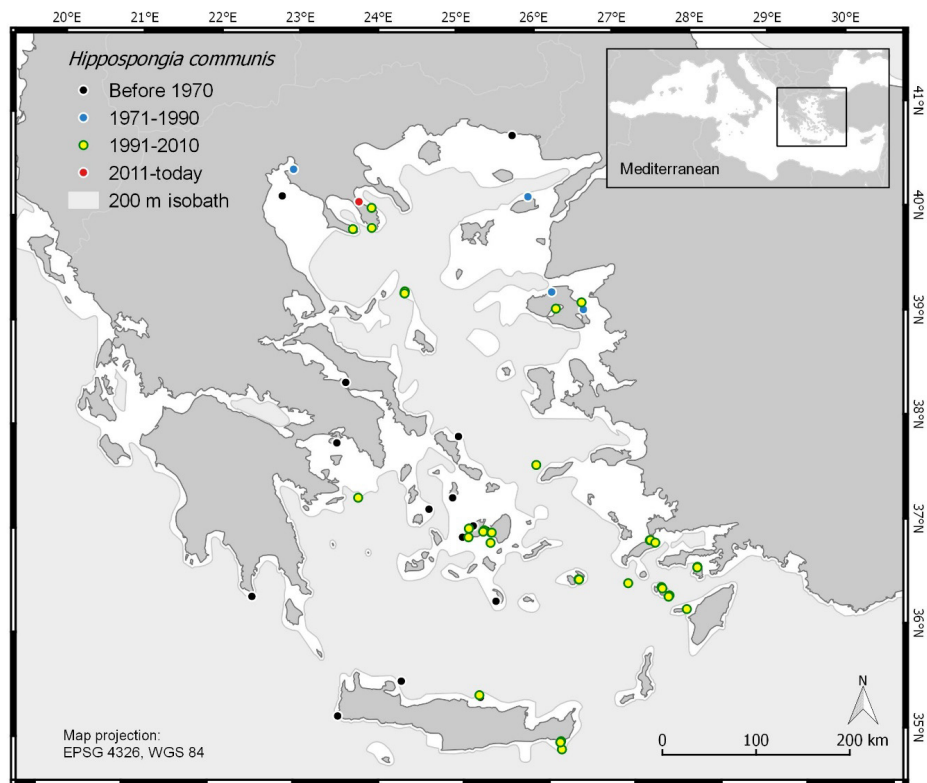 20°E 21°E 22°E 23°E 24°E 25°E 26°E 27°E 28°E 29°E 30°E
Hippospongia communis
Before 1970
1971-1990
1991-2010
2011-today
200 m isobath
Mediterranean
41°N
40°N
39°N
38°N
37°N
36°N
35°N
Map projection:
EPSG 4326, WGS 84
N
0 100 200 km